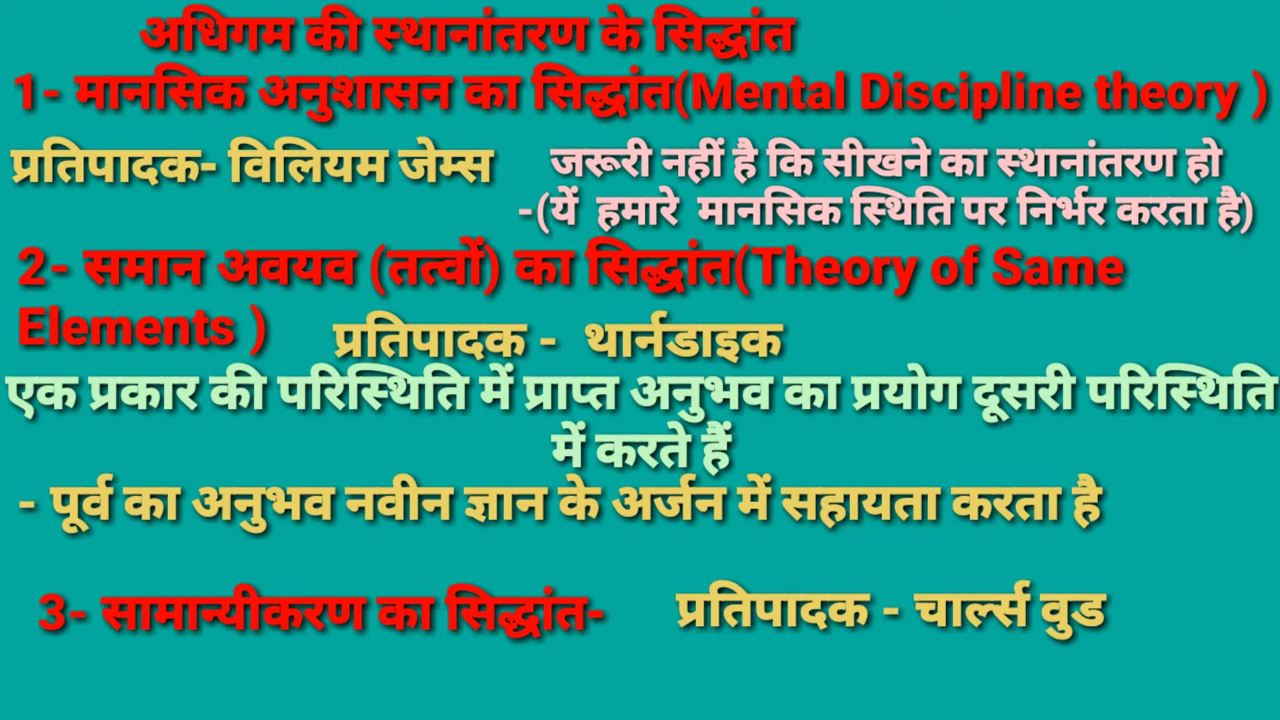 अधिगम की स्थानांतरण के सिद्धांत
1- मानसिक अनुशासन का सिद्धांत(Mental Discipline theory )
प्रतिपादक- विलियम जेम्स
जरूरी नहीं है कि सीखने का स्थानांतरण हो
-(यें हमारे मानसिक स्थिति पर निर्भर करता है)
2- समान अवयव (तत्वों) का सिद्धांत(Theory of Same
Elements )
प्रतिपादक - थार्नडाइक
एक प्रकार की परिस्थिति में प्राप्त अनुभव का प्रयोग दूसरी परिस्थिति
में करते हैं
- पूर्व का अनुभव नवीन ज्ञान के अर्जन में सहायता करता है
3- सामान्यीकरण का सिद्धांत-
प्रतिपादक - चार्ल्स वुड